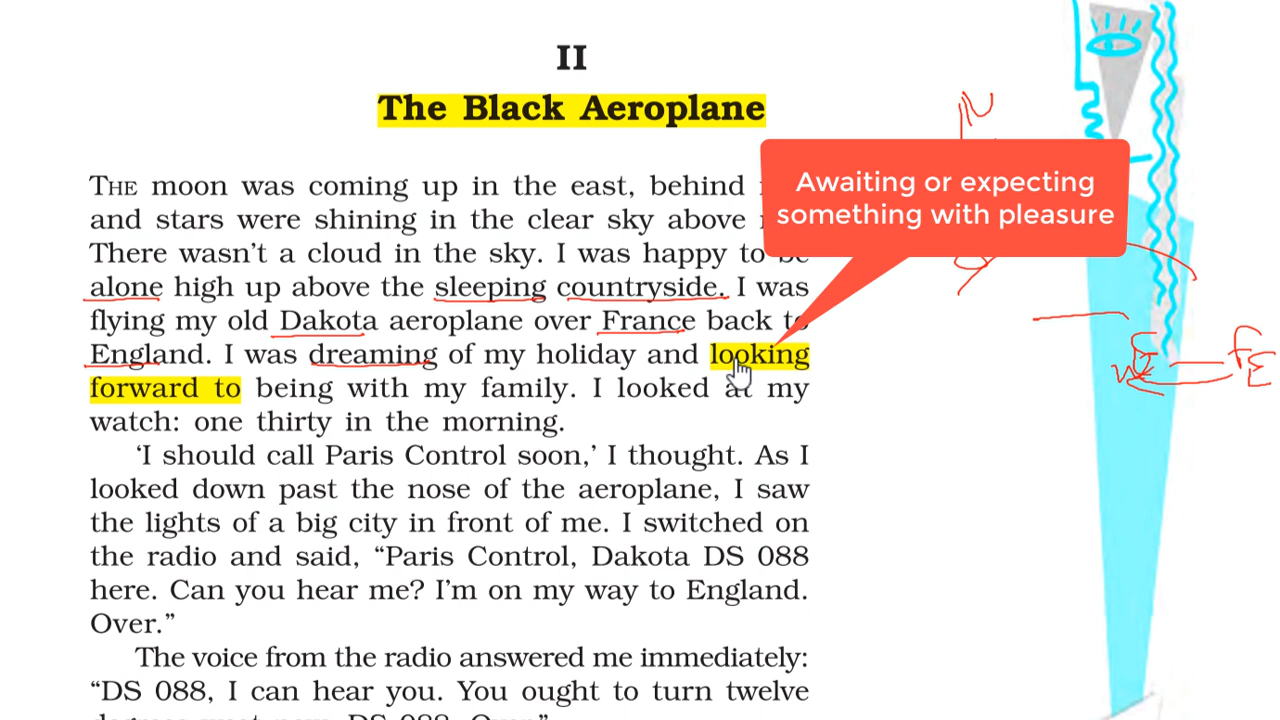 II
The Black Aeroplane
THE moon was coming up in the east, behind
and stars were shining in the clear sky above
There wasn't a cloud in the sky. I was happy to be
alone high up above the sleeping countryside. I was
flying my old Dakota aeroplane over France back to
England. I was dreaming of my holiday and looking
forward to being with my family. I looked at my
watch: one thirty in the morning.
'I should call Paris Control soon,' I thought. As I
looked down past the nose of the aeroplane, I saw
the lights of a big city in front of me. I switched on
the radio and said, “Paris Control, Dakota DS 088
here. Can you hear me? I'm on my way to England.
Over.”
The voice from the radio answered me immediately:
“DS 088, I can hear you. You ought to turn twelve
degrees west now, DS 088. Over.”
Awaiting or expecting
something with pleasure
N
F
E